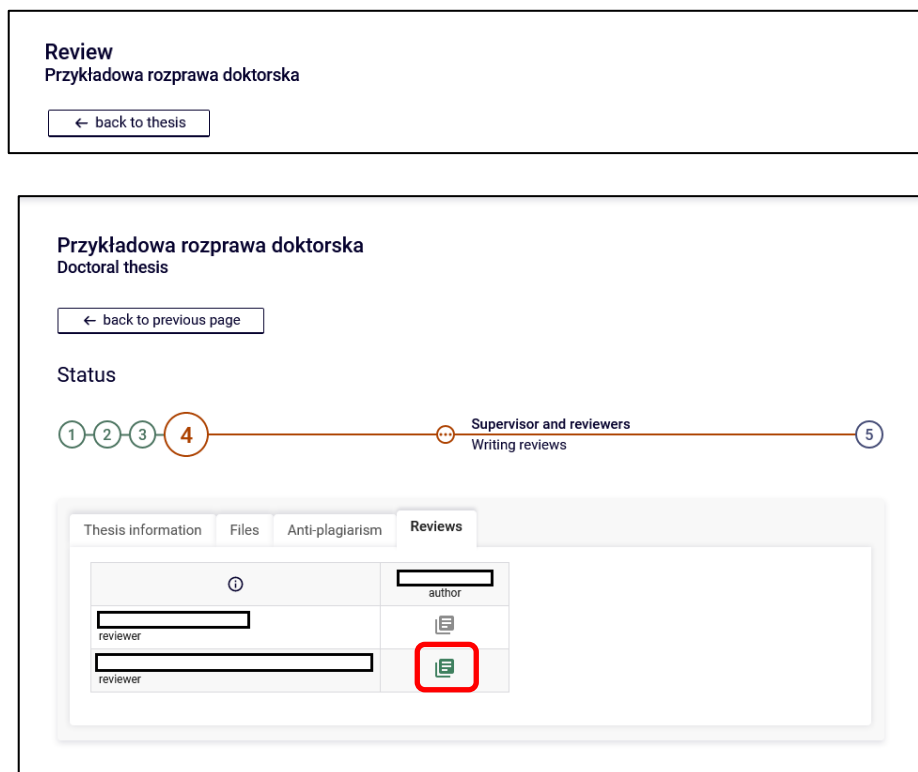 Review
Przykładowa rozprawa doktorska
← back to thesis
Przykładowa rozprawa doktorska
Doctoral thesis
← back to previous page
Status
1 2 3 4 Supervisor and reviewers 5
Writing reviews
Thesis information Files Anti-plagiarism Reviews
author
reviewer
reviewer